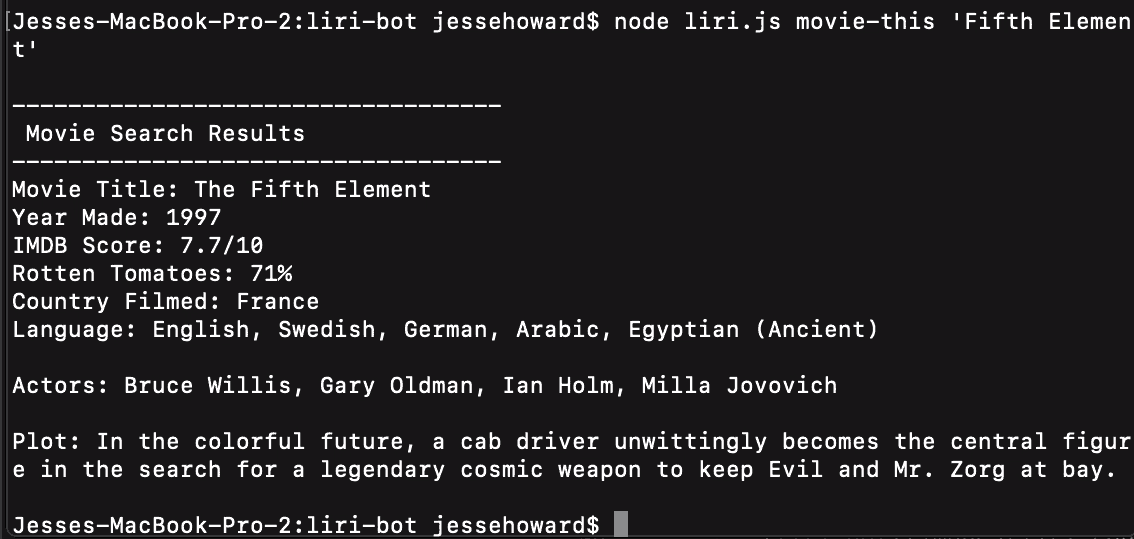 Jesses-MacBook-Pro-2:liri-bot jessehoward$ node liri.js movie-this 'Fifth Elemen
t'
-----------------------------------
Movie Search Results
-----------------------------------
Movie Title: The Fifth Element
Year Made: 1997
IMDB Score: 7.7/10
Rotten Tomatoes: 71%
Country Filmed: France
Language: English, Swedish, German, Arabic, Egyptian (Ancient)
Actors: Bruce Willis, Gary Oldman, Ian Holm, Milla Jovovich
Plot: In the colorful future, a cab driver unwittingly becomes the central figur
e in the search for a legendary cosmic weapon to keep Evil and Mr. Zorg at bay.
Jesses-MacBook-Pro-2:liri-bot jessehoward$